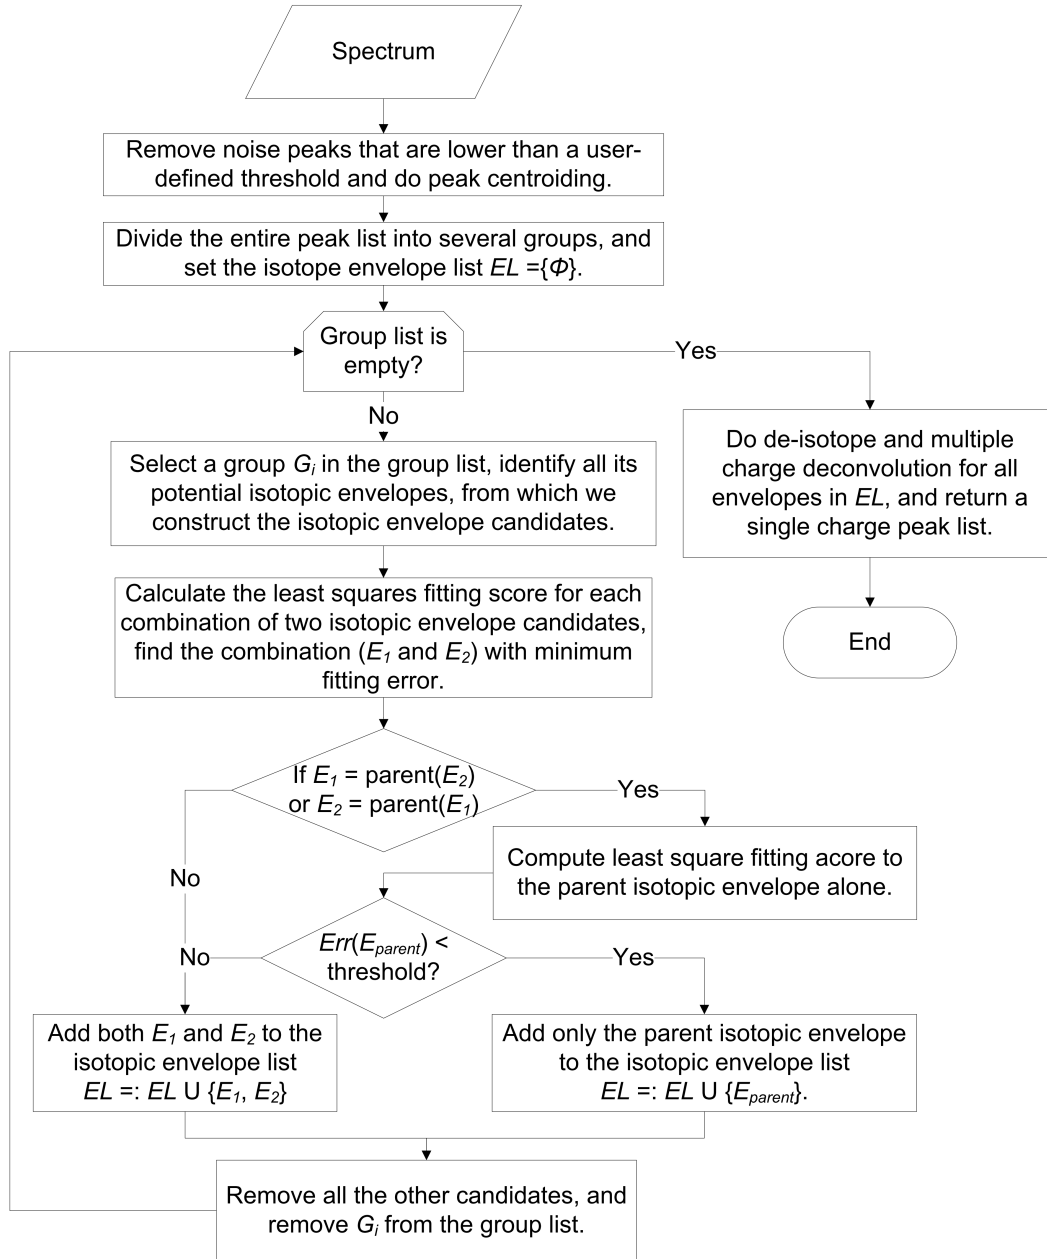 Spectrum
Remove noise peaks that are lower than a user-
defined threshold and do peak centroiding.
Divide the entire peak list into several groups, and
set the isotope envelope list EL ={Φ}.
Group list is
empty?
Yes
No
Select a group Gi in the group list, identify all its
potential isotopic envelopes, from which we
construct the isotopic envelope candidates.
Do de-isotope and multiple
charge deconvolution for all
envelopes in EL, and return a
single charge peak list.
Calculate the least squares fitting score for each
combination of two isotopic envelope candidates,
find the combination (E1 and E2) with minimum
fitting error.
End
If E1 = parent(E2)
or E2 = parent(E1)
Yes
No
Compute least square fitting acore to
the parent isotopic envelope alone.
Err(Eparent) <
threshold?
No
Yes
Add both E1 and E2 to the
isotopic envelope list
EL =: EL U {E1, E2}
Add only the parent isotopic envelope
to the isotopic envelope list
EL =: EL U {Eparent}.
Remove all the other candidates, and
remove Gi from the group list.